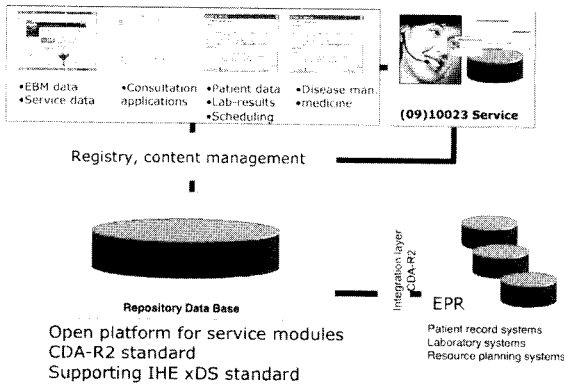 •EBM data
•Service data
•Consultation
applications
•Patient data
•Lab-results
•Scheduling
•Disease man.
•medicine
(09)10023 Service
Registry, content management
Repository Data Base
Integration layer
CDA-R2
EPR
Patient record systems
Laboratory systems
Resource planning systems
Open platform for service modules
CDA-R2 standard
Supporting IHE xDS standard